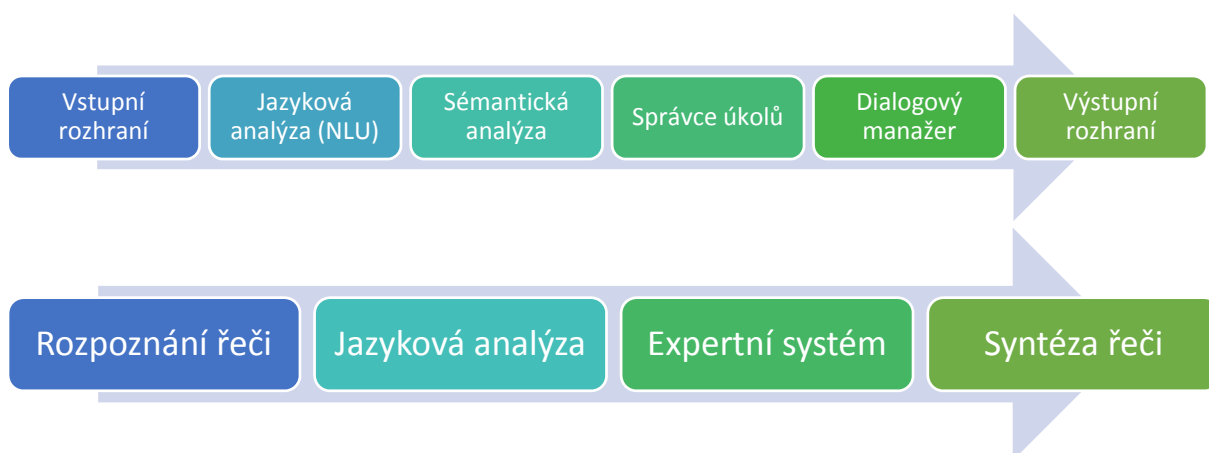 Vstupní
rozhraní
Jazyková
analýza (NLU)
Sémantická
analýza
Správce úkolů
Dialogový
manažer
Výstupní
rozhraní
Rozpoznání řeči
Jazyková analýza
Expertní systém
Syntéza řeči